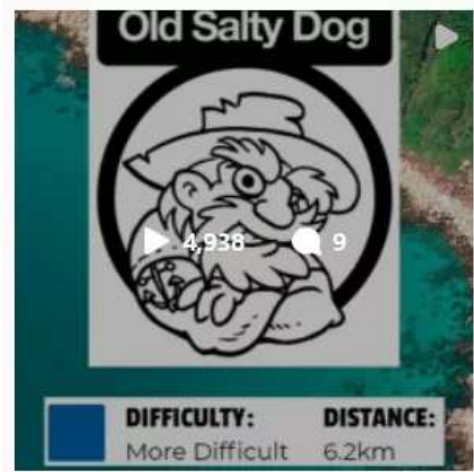 Old Salty Dog
4,938 9
DIFFICULTY: DISTANCE:
More Difficult 6.2km